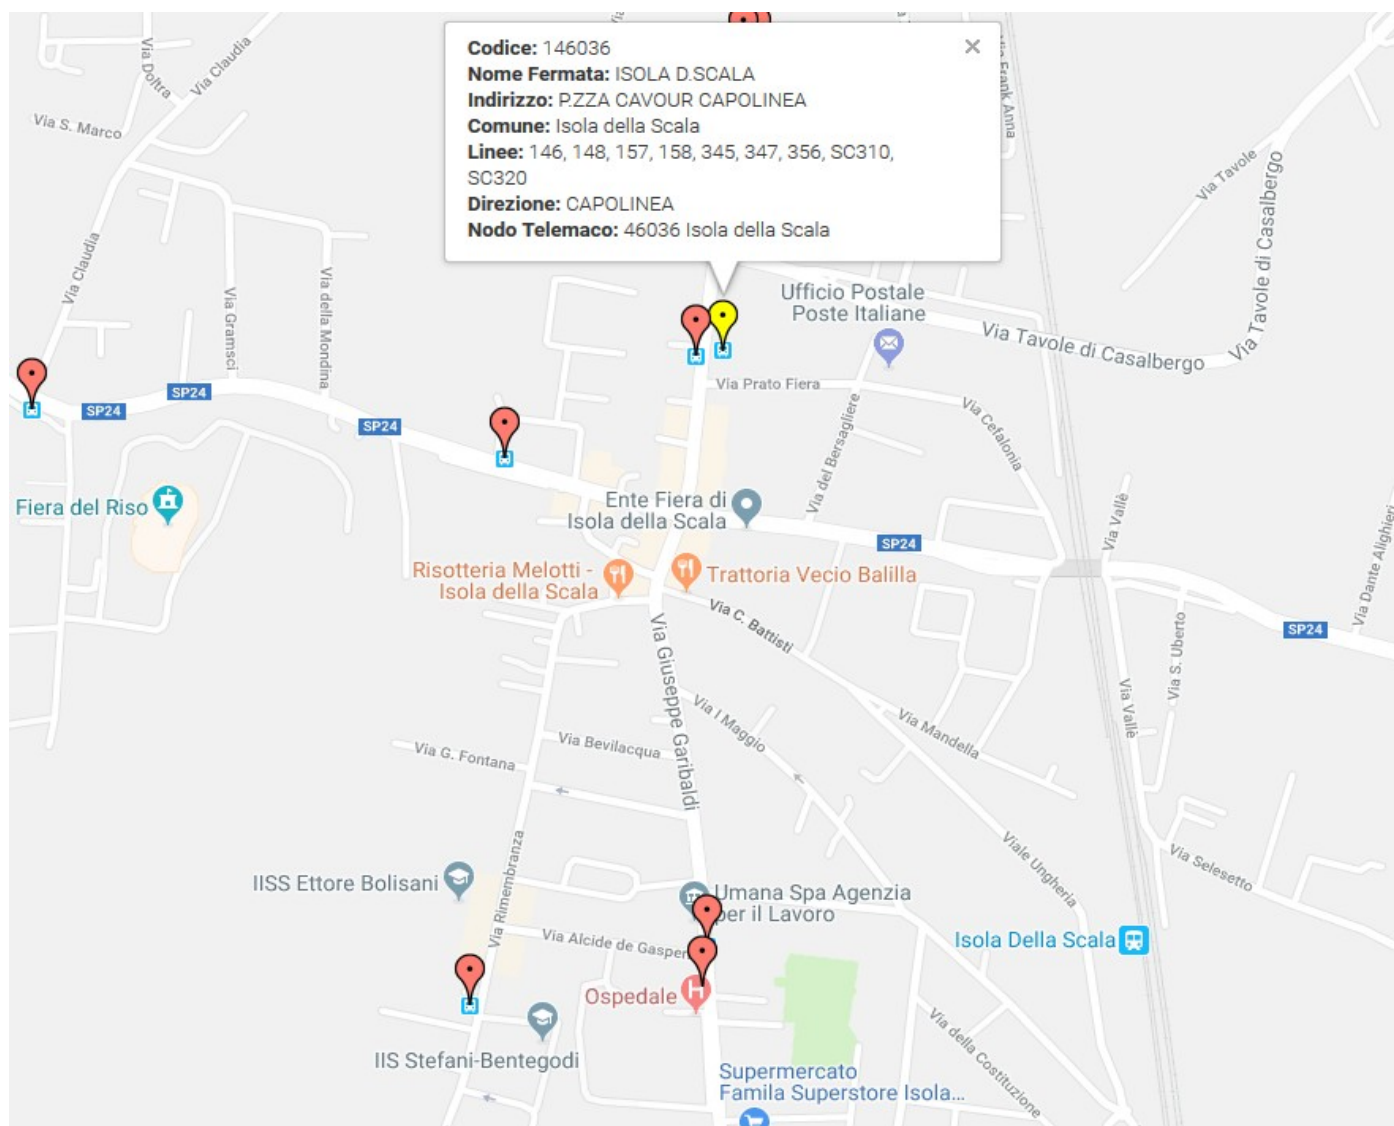 Codice: 146036
Nome Fermata: ISOLA D.SCALA
Indirizzo: P.ZZA CAVOUR CAPOLINEA
Comune: Isola della Scala
Linee: 146, 148, 157, 158, 345, 347, 356, SC310,
SC320
Direzione: CAPOLINEA
Nodo Telemaco: 46036 Isola della Scala
Via Doltra
Via Claudia
Via S. Marco
Via Frank Anna
Via Tavole
Via Tavole di Casalbergo
Via Claudia
Via Gramsci
Via della Mondina
Ufficio Postale
Poste Italiane
Via Tavole di Casalbergo
Via Prato Fiera
SP24
SP24
SP24
Via Cefalonia
Via del Bersagliere
Via Vallè
Fiera del Riso
Ente Fiera di
Isola della Scala
SP24
Via Dante Alighieri
Risotteria Melotti -
Isola della Scala
Trattoria Vecio Balilla
Via C. Battisti
SP24
Via S. Uberto
Via Giuseppe Garibaldi
Via I Maggio
Via Vallè
Via Mandella
Via Bevilacqua
Via G. Fontana
Viale Ungheria
Via Selesetto
IISS Ettore Bolisani
Via Rimembranza
Umana Spa Agenzia
per il Lavoro
Via Alcide de Gasperi
Isola Della Scala
Ospedale
Via della Costituzione
IIS Stefani-Bentegodi
Supermercato
Famila Superstore Isola...